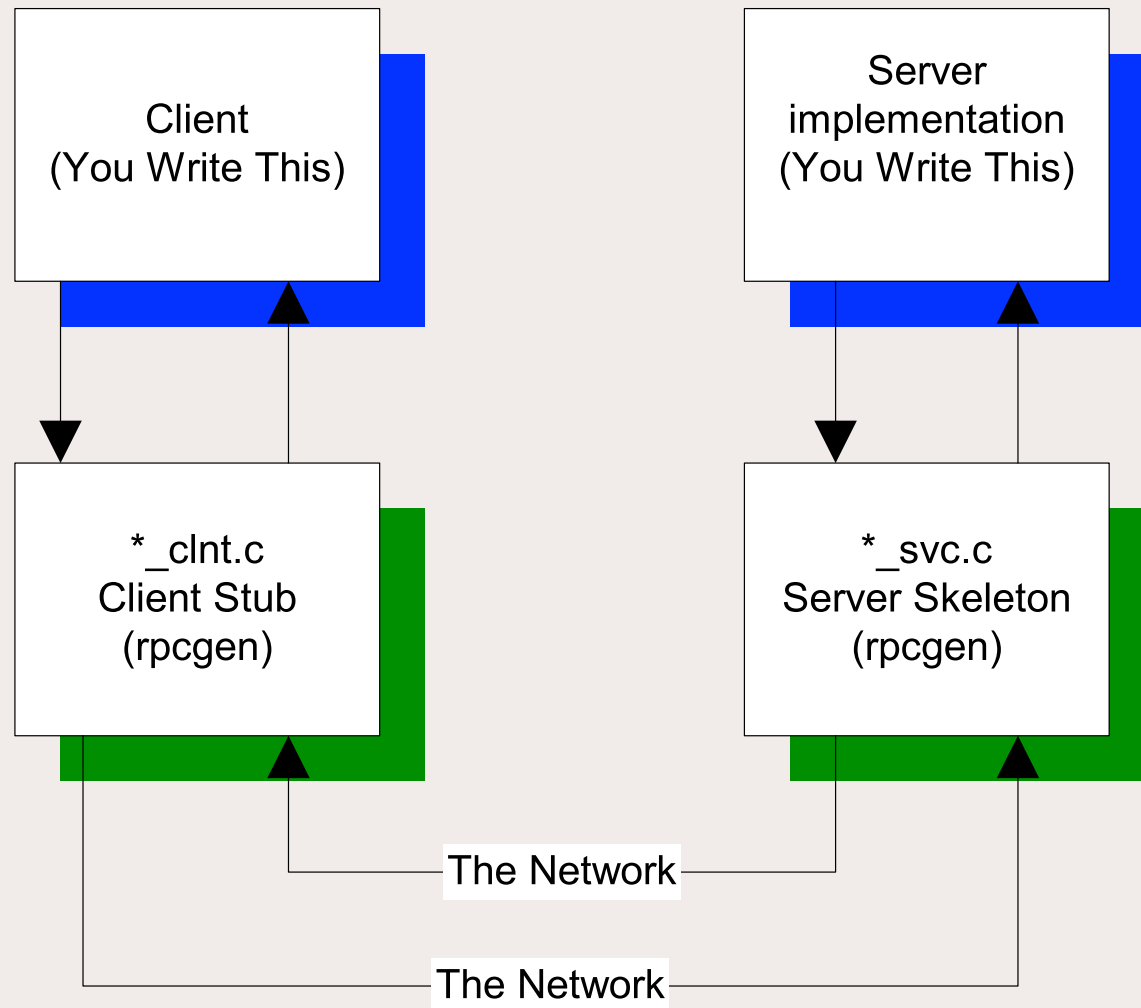 Client
(You Write This)
Server
implementation
(You Write This)
*_clnt.c
Client Stub
(rpcgen)
*_svc.c
Server Skeleton
(rpcgen)
The Network
The Network